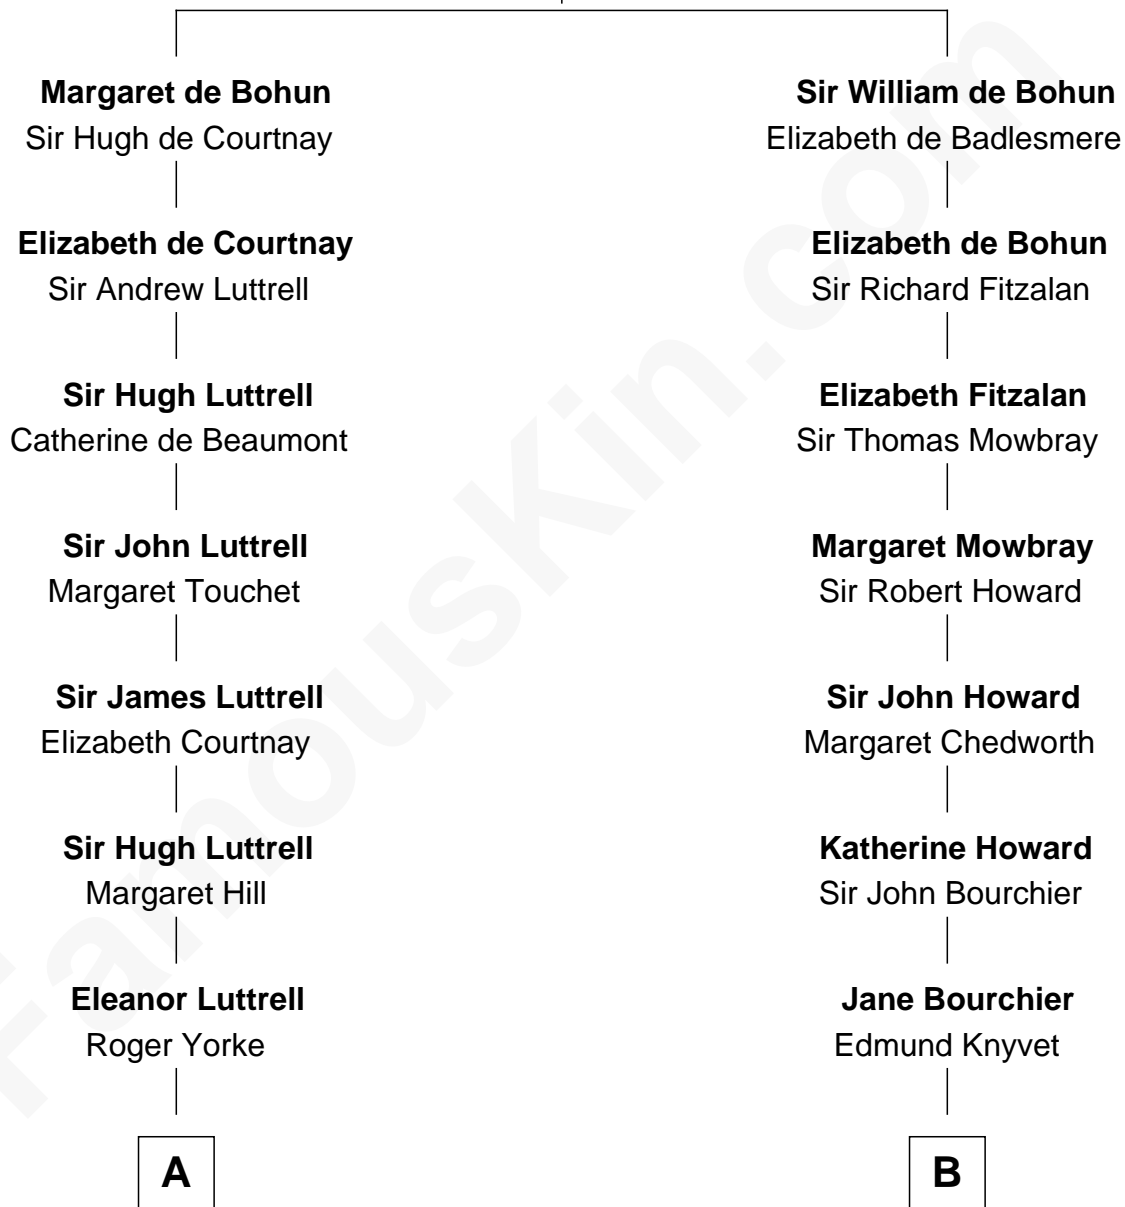 Margaret de Bohun
Sir Hugh de Courtnay
Elizabeth de Courtnay
Sir Andrew Luttrell
Sir Hugh Luttrell
Catherine de Beaumont
Sir John Luttrell
Margaret Touchet
Sir James Luttrell
Elizabeth Courtnay
Sir Hugh Luttrell
Margaret Hill
Eleanor Luttrell
Roger Yorke
A
Sir William de Bohun
Elizabeth de Badlesmere
Elizabeth de Bohun
Sir Richard Fitzalan
Elizabeth Fitzalan
Sir Thomas Mowbray
Margaret Mowbray
Sir Robert Howard
Sir John Howard
Margaret Chedworth
Katherine Howard
Sir John Bourchier
Jane Bourchier
Edmund Knyvet
B
FamousKin.com